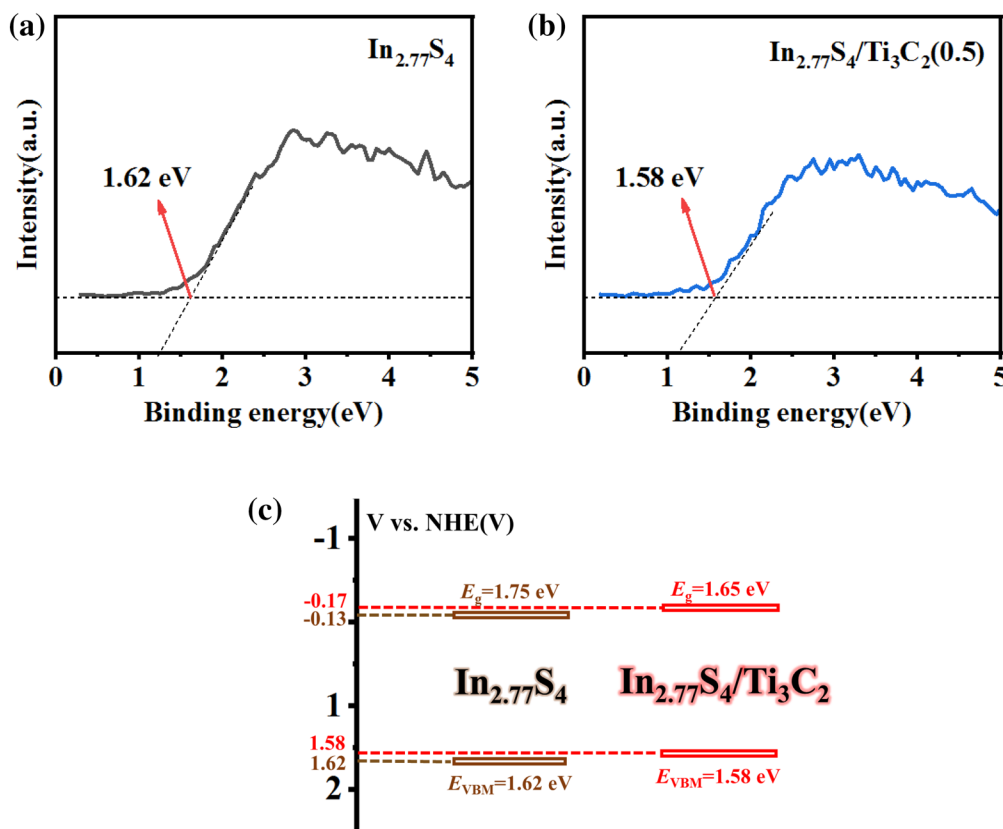 (a)
In2.77S4
1.62 eV
Intensity(a.u.)
0 1 2 3 4 5
Binding energy(eV)
(b)
In2.77S4/Ti3C2(0.5)
1.58 eV
Intensity(a.u.)
0 1 2 3 4 5
Binding energy(eV)
(c)
V vs. NHE(V)
-1
Eg=1.75 eV
Eg=1.65 eV
-0.17
-0.13
In2.77S4
In2.77S4/Ti3C2
1
1.58
1.62
EVBM=1.62 eV
EVBM=1.58 eV
2